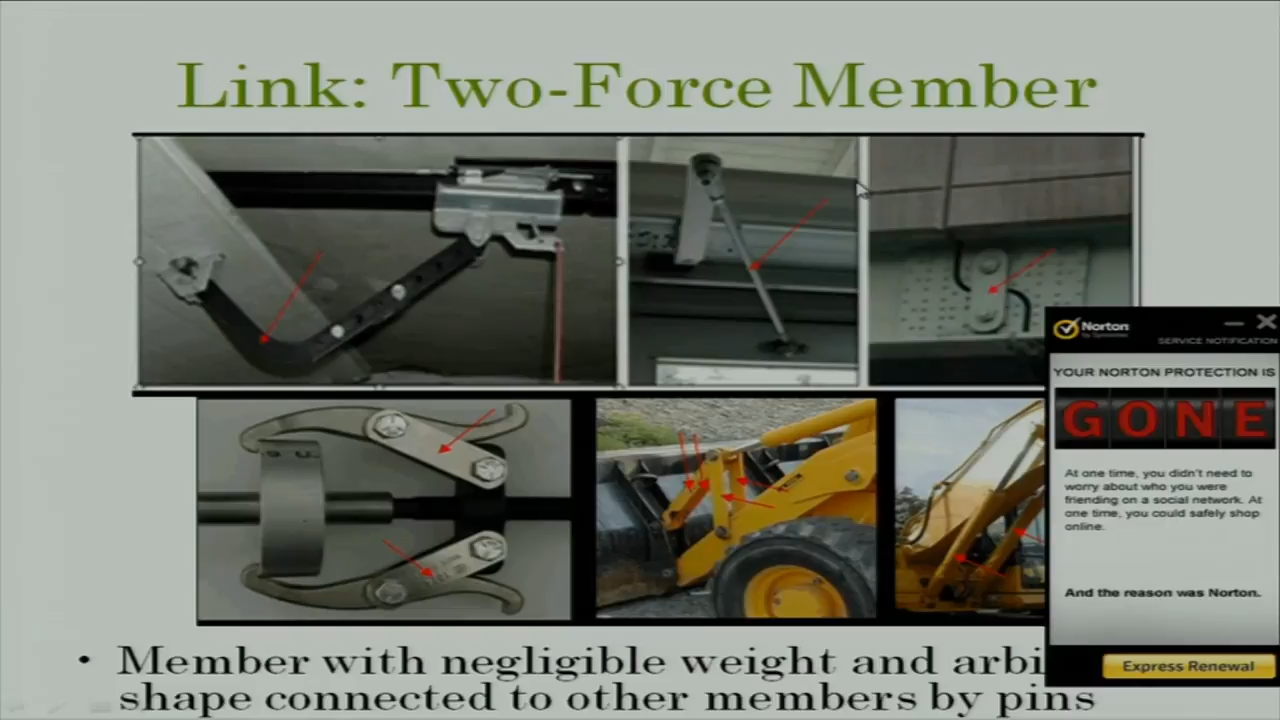 Link: Two-Force Member
Norton
by Symantec
SERVICE NOTIFICATION
YOUR NORTON PROTECTION IS
GONE
At one time, you didn't need to
worry about who you were
friending on a social network. At
one time, you could safely shop
online.
And the reason was Norton.
Express Renewal
• Member with negligible weight and arbi
shape connected to other members by pins